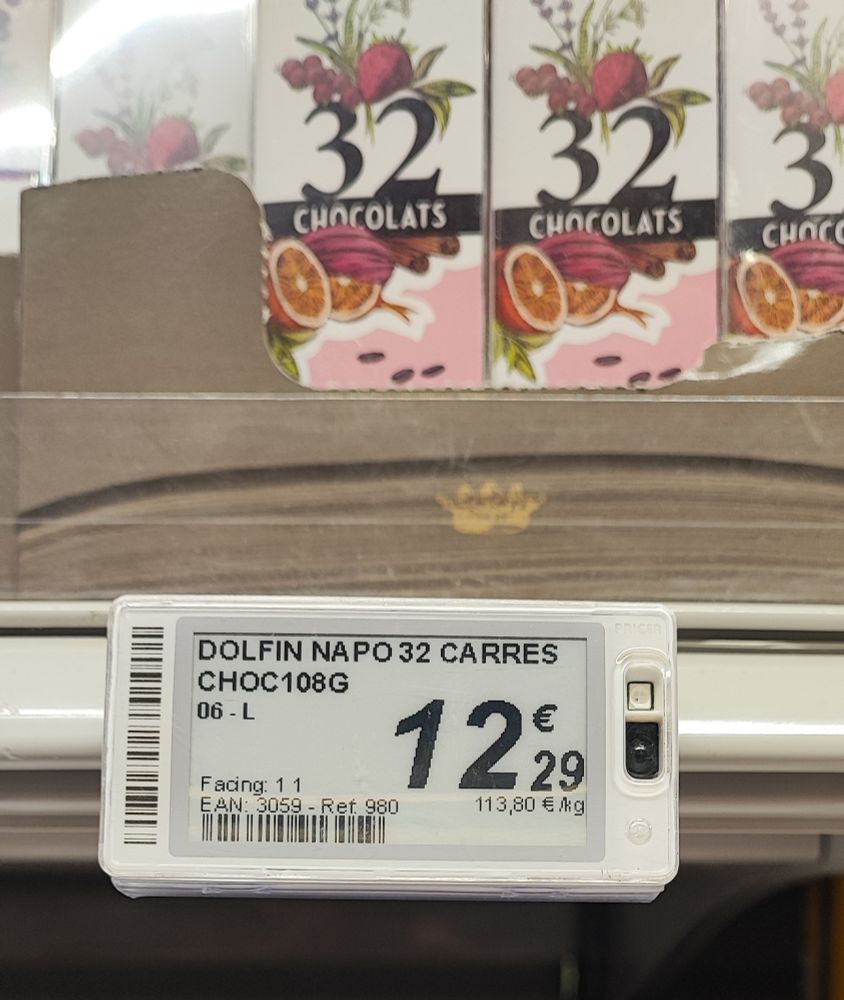 32
CHOCOLATS
32
CHOCOLATS
3
CHOCO
PRICER
DOLFIN NAPO 32 CARRES
CHOC108G
06 - L
12 € 29
Facing: 1 1
EAN: 3059 - Ref. 980
113,80 € /kg